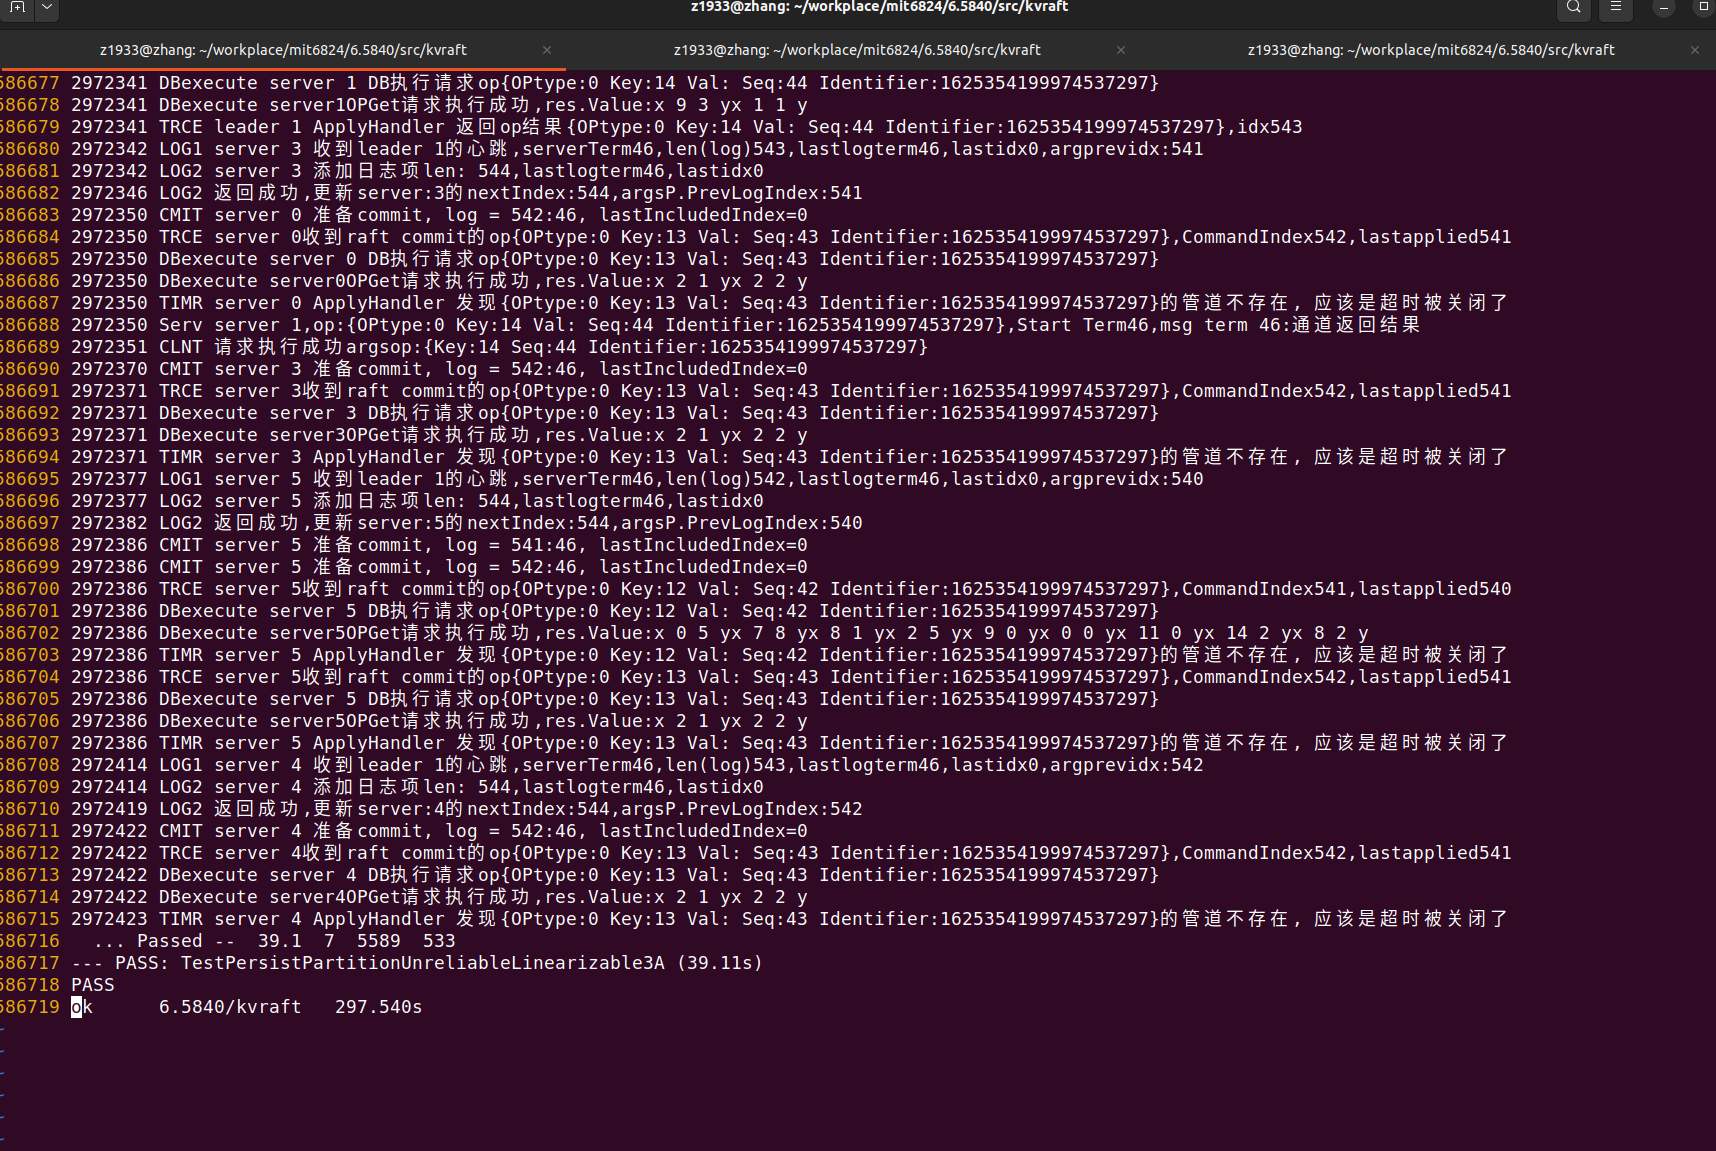 z1933@zhang: ~/workplace/mit6824/6.5840/src/kvraft
z1933@zhang: ~/workplace/mit6824/6.5840/src/kvraft × z1933@zhang: ~/workplace/mit6824/6.5840/src/kvraft × z1933@zhang: ~/workplace/mit6824/6.5840/src/kvraft ×
586677 2972341 DBexecute server 1 DB执行请求op{OPtype:0 Key:14 Val: Seq:44 Identifier:1625354199974537297}
586678 2972341 DBexecute server1OPGet请求执行成功,res.Value:x 9 3 yx 1 1 y
586679 2972341 TRCE leader 1 ApplyHandler 返回op结果{OPtype:0 Key:14 Val: Seq:44 Identifier:1625354199974537297},idx543
586680 2972342 LOG1 server 3 收到leader 1的心跳,serverTerm46,len(log)543,lastlogterm46,lastidx0,argprevidx:541
586681 2972342 LOG2 server 3 添加日志项len: 544,lastlogterm46,lastidx0
586682 2972346 LOG2 返回成功,更新server:3的nextIndex:544,argsP.PrevLogIndex:541
586683 2972350 CMIT server 0 准备commit, log = 542:46, lastIncludedIndex=0
586684 2972350 TRCE server 0收到raft commit的op{OPtype:0 Key:13 Val: Seq:43 Identifier:1625354199974537297},CommandIndex542,lastapplied541
586685 2972350 DBexecute server 0 DB执行请求op{OPtype:0 Key:13 Val: Seq:43 Identifier:1625354199974537297}
586686 2972350 DBexecute server0OPGet请求执行成功,res.Value:x 2 1 yx 2 2 y
586687 2972350 TIMR server 0 ApplyHandler 发现{OPtype:0 Key:13 Val: Seq:43 Identifier:1625354199974537297}的管道不存在, 应该是超时被关闭了
586688 2972350 Serv server 1,op:{OPtype:0 Key:14 Val: Seq:44 Identifier:1625354199974537297},Start Term46,msg term 46:通道返回结果
586689 2972351 CLNT 请求执行成功argsop:{Key:14 Seq:44 Identifier:1625354199974537297}
586690 2972370 CMIT server 3 准备commit, log = 542:46, lastIncludedIndex=0
586691 2972371 TRCE server 3收到raft commit的op{OPtype:0 Key:13 Val: Seq:43 Identifier:1625354199974537297},CommandIndex542,lastapplied541
586692 2972371 DBexecute server 3 DB执行请求op{OPtype:0 Key:13 Val: Seq:43 Identifier:1625354199974537297}
586693 2972371 DBexecute server3OPGet请求执行成功,res.Value:x 2 1 yx 2 2 y
586694 2972371 TIMR server 3 ApplyHandler 发现{OPtype:0 Key:13 Val: Seq:43 Identifier:1625354199974537297}的管道不存在, 应该是超时被关闭了
586695 2972377 LOG1 server 5 收到leader 1的心跳,serverTerm46,len(log)542,lastlogterm46,lastidx0,argprevidx:540
586696 2972377 LOG2 server 5 添加日志项len: 544,lastlogterm46,lastidx0
586697 2972382 LOG2 返回成功,更新server:5的nextIndex:544,argsP.PrevLogIndex:540
586698 2972386 CMIT server 5 准备commit, log = 541:46, lastIncludedIndex=0
586699 2972386 CMIT server 5 准备commit, log = 542:46, lastIncludedIndex=0
586700 2972386 TRCE server 5收到raft commit的op{OPtype:0 Key:12 Val: Seq:42 Identifier:1625354199974537297},CommandIndex541,lastapplied540
586701 2972386 DBexecute server 5 DB执行请求op{OPtype:0 Key:12 Val: Seq:42 Identifier:1625354199974537297}
586702 2972386 DBexecute server5OPGet请求执行成功,res.Value:x 0 5 yx 7 8 yx 8 1 yx 2 5 yx 9 0 yx 0 0 yx 11 0 yx 14 2 yx 8 2 y
586703 2972386 TIMR server 5 ApplyHandler 发现{OPtype:0 Key:12 Val: Seq:42 Identifier:1625354199974537297}的管道不存在, 应该是超时被关闭了
586704 2972386 TRCE server 5收到raft commit的op{OPtype:0 Key:13 Val: Seq:43 Identifier:1625354199974537297},CommandIndex542,lastapplied541
586705 2972386 DBexecute server 5 DB执行请求op{OPtype:0 Key:13 Val: Seq:43 Identifier:1625354199974537297}
586706 2972386 DBexecute server5OPGet请求执行成功,res.Value:x 2 1 yx 2 2 y
586707 2972386 TIMR server 5 ApplyHandler 发现{OPtype:0 Key:13 Val: Seq:43 Identifier:1625354199974537297}的管道不存在, 应该是超时被关闭了
586708 2972414 LOG1 server 4 收到leader 1的心跳,serverTerm46,len(log)543,lastlogterm46,lastidx0,argprevidx:542
586709 2972414 LOG2 server 4 添加日志项len: 544,lastlogterm46,lastidx0
586710 2972419 LOG2 返回成功,更新server:4的nextIndex:544,argsP.PrevLogIndex:542
586711 2972422 CMIT server 4 准备commit, log = 542:46, lastIncludedIndex=0
586712 2972422 TRCE server 4收到raft commit的op{OPtype:0 Key:13 Val: Seq:43 Identifier:1625354199974537297},CommandIndex542,lastapplied541
586713 2972422 DBexecute server 4 DB执行请求op{OPtype:0 Key:13 Val: Seq:43 Identifier:1625354199974537297}
586714 2972422 DBexecute server4OPGet请求执行成功,res.Value:x 2 1 yx 2 2 y
586715 2972423 TIMR server 4 ApplyHandler 发现{OPtype:0 Key:13 Val: Seq:43 Identifier:1625354199974537297}的管道不存在, 应该是超时被关闭了
586716   ... Passed --  39.1  7  5589  533
586717 --- PASS: TestPersistPartitionUnreliableLinearizable3A (39.11s)
586718 PASS
586719 ok      6.5840/kvraft   297.540s
~
~
~
~
~
~